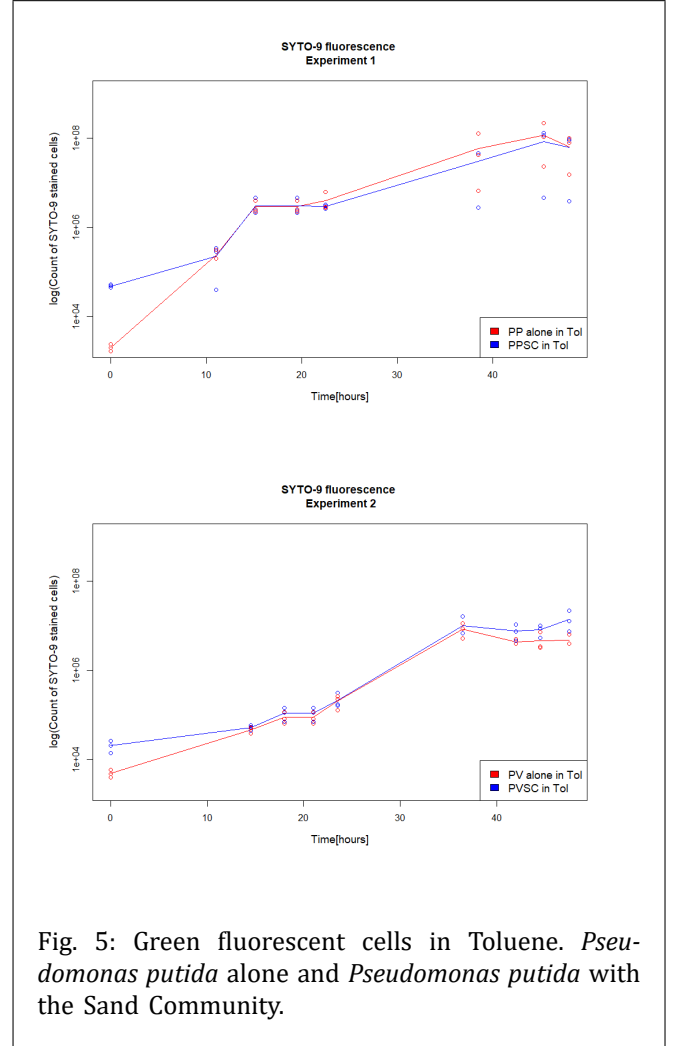 SYTO-9 fluorescence
Experiment 1
log(Count of SYTO-9 stained cells)
1e+08
1e+06
1e+04
PP alone in Tol
PPSC in Tol
0 10 20 30 40
Time[hours]
SYTO-9 fluorescence
Experiment 2
log(Count of SYTO-9 stained cells)
1e+08
1e+06
1e+04
PV alone in Tol
PVSC in Tol
0 10 20 30 40
Time[hours]
Fig. 5: Green fluorescent cells in Toluene. Pseu-
domonas putida alone and Pseudomonas putida with
the Sand Community.